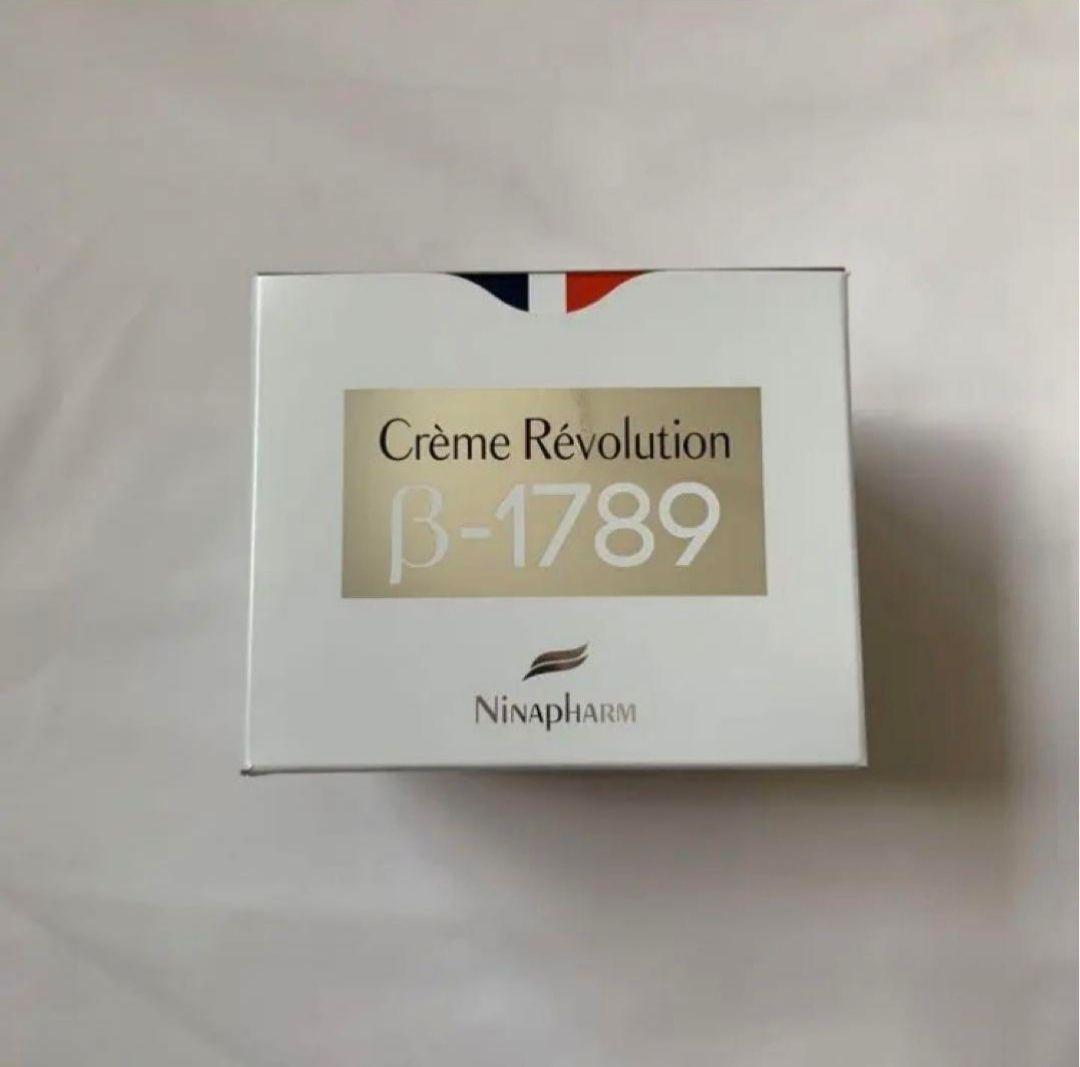 Crème Révolution
β-1789
NINAPHARM